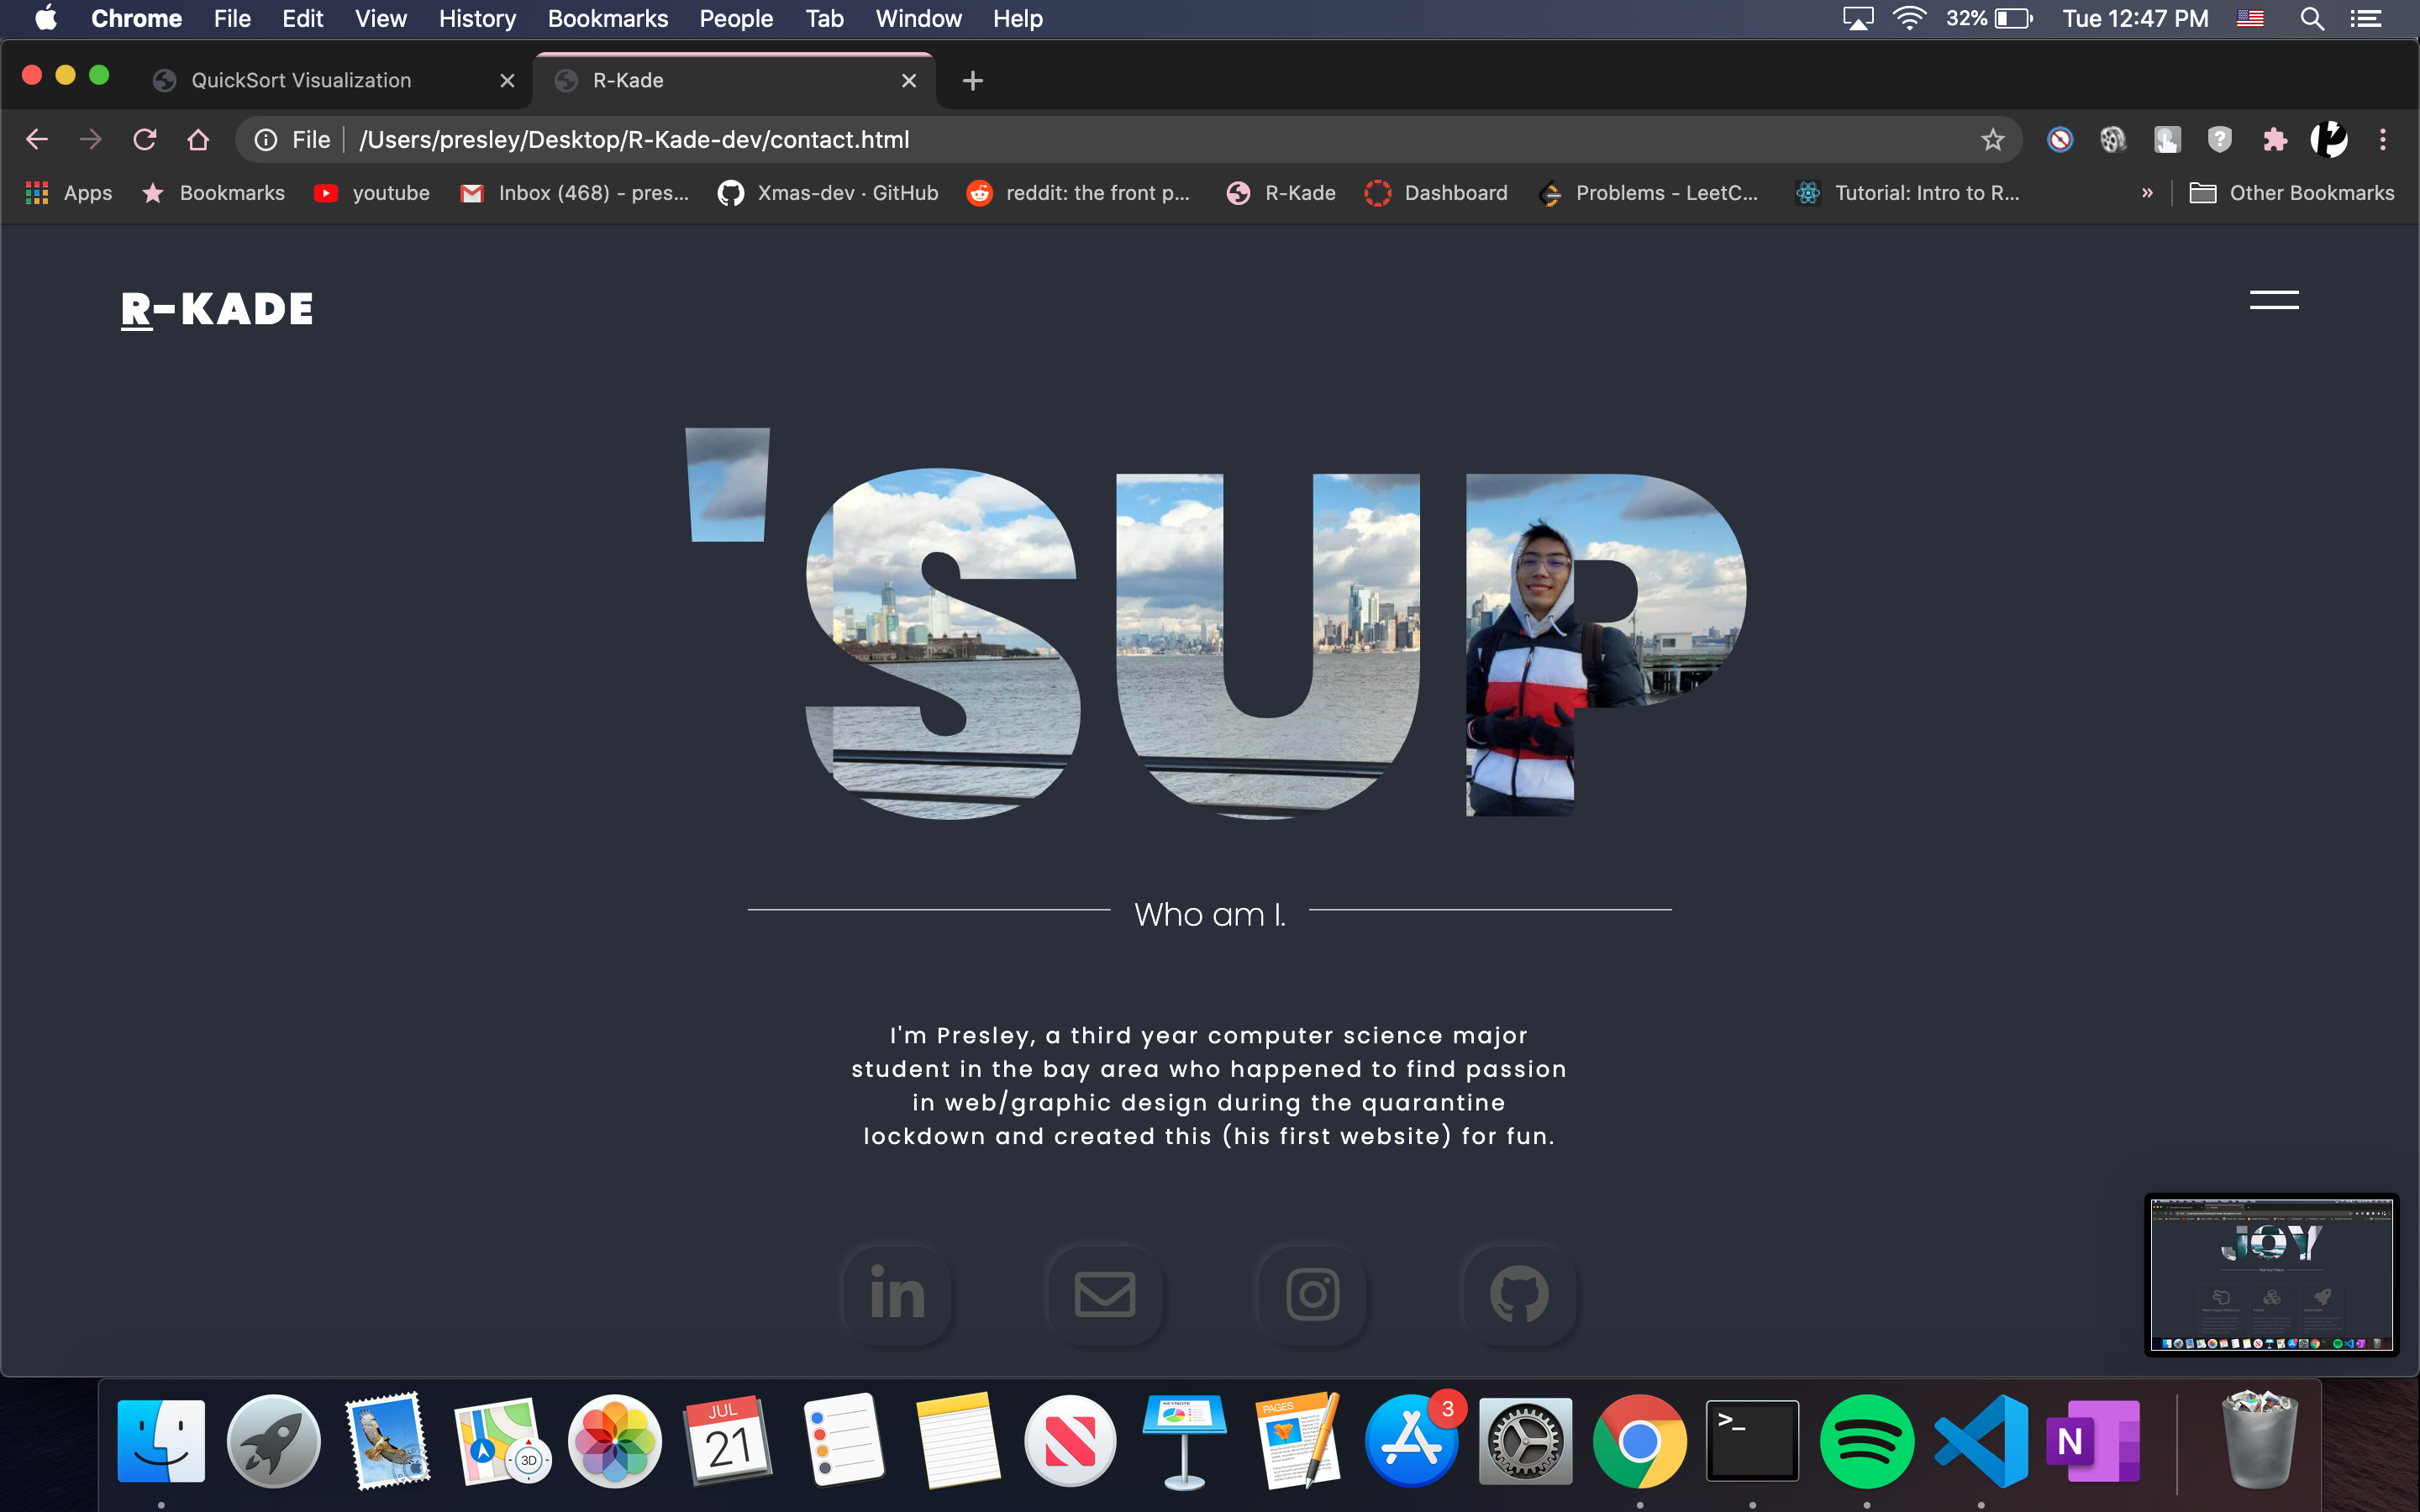 Chrome File Edit View History Bookmarks People Tab Window Help 32% Tue 12:47 PM
QuickSort Visualization R-Kade
File /Users/presley/Desktop/R-Kade-dev/contact.html
Apps Bookmarks youtube Inbox (468) - pres... Xmas-dev · GitHub reddit: the front p... R-Kade Dashboard Problems - LeetC... Tutorial: Intro to R... » Other Bookmarks
R-KADE
'SUP
Who am I.
I'm Presley, a third year computer science major
student in the bay area who happened to find passion
in web/graphic design during the quarantine
lockdown and created this (his first website) for fun.
in
JOY
3D
JUL
21
KEYNOTE
PAGES
3
>_
N